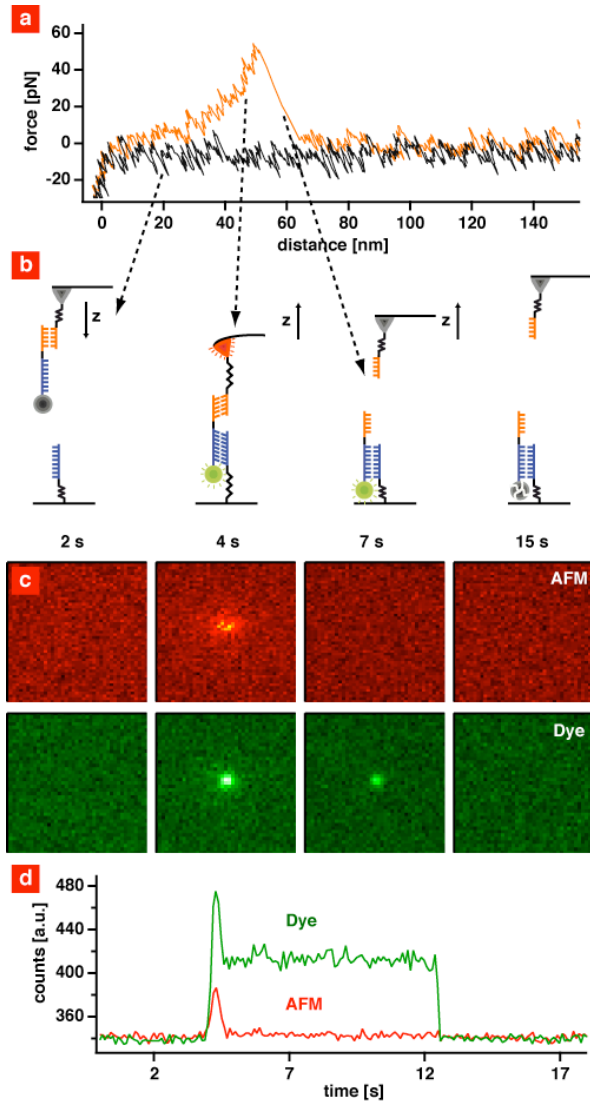 a
60
40
20
0
-20
force [pN]
0 20 40 60 80 100 120 140
distance [nm]
b
z z z
2 s 4 s 7 s 15 s
c
AFM
Dye
d
480
440
400
360
counts [a.u.]
Dye
AFM
2 7 12 17
time [s]